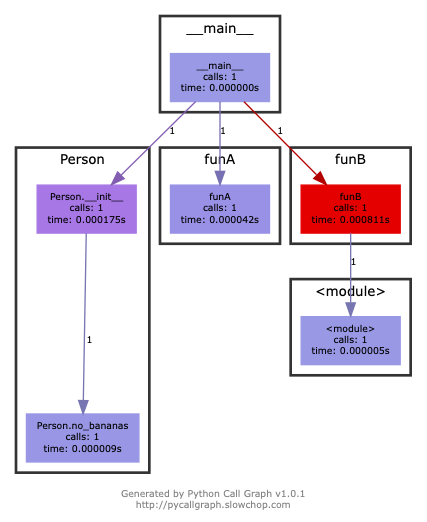 __main__
__main__
calls: 1
time: 0.000000s
1
1
1
Person
funA
funB
Person.__init__
calls: 1
time: 0.000175s
funA
calls: 1
time: 0.000042s
funB
calls: 1
time: 0.000811s
1
<module>
<module>
calls: 1
time: 0.000005s
1
Person.no_bananas
calls: 1
time: 0.000009s
Generated by Python Call Graph v1.0.1
http://pycallgraph.slowchop.com